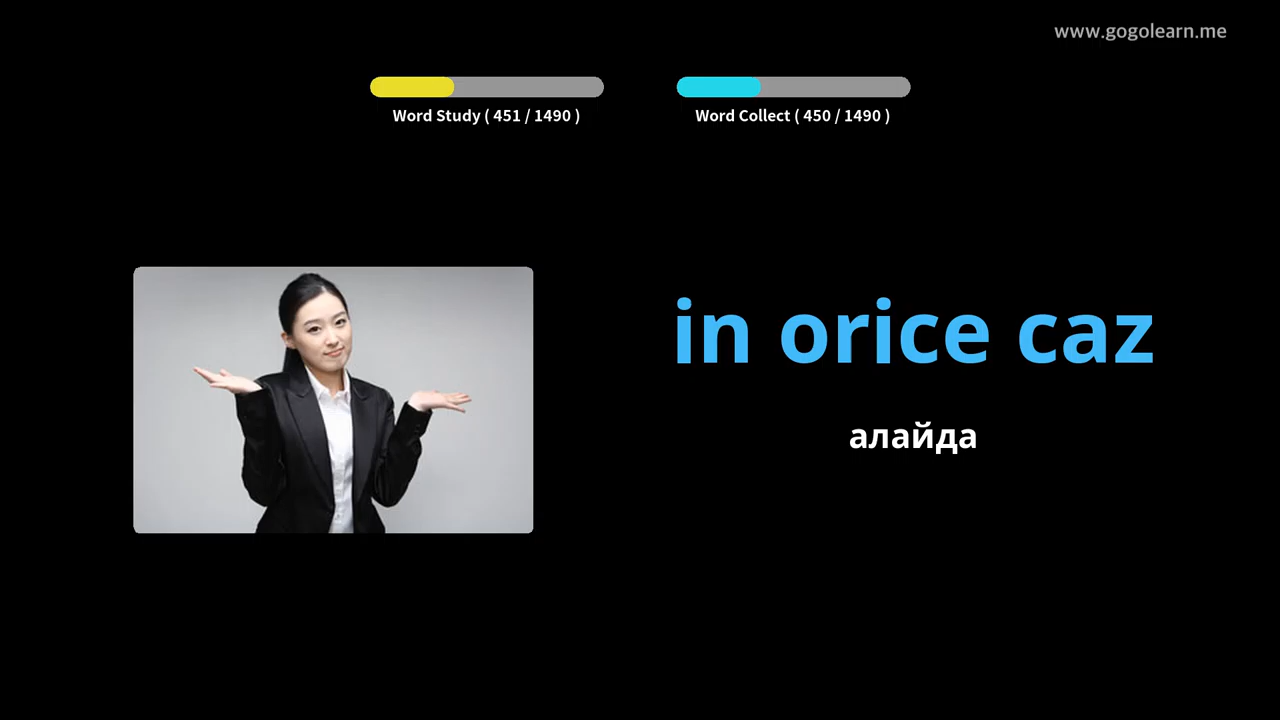 www.gogolearn.me
Word Study ( 451 / 1490 )
Word Collect ( 450 / 1490 )
in orice caz
алайда